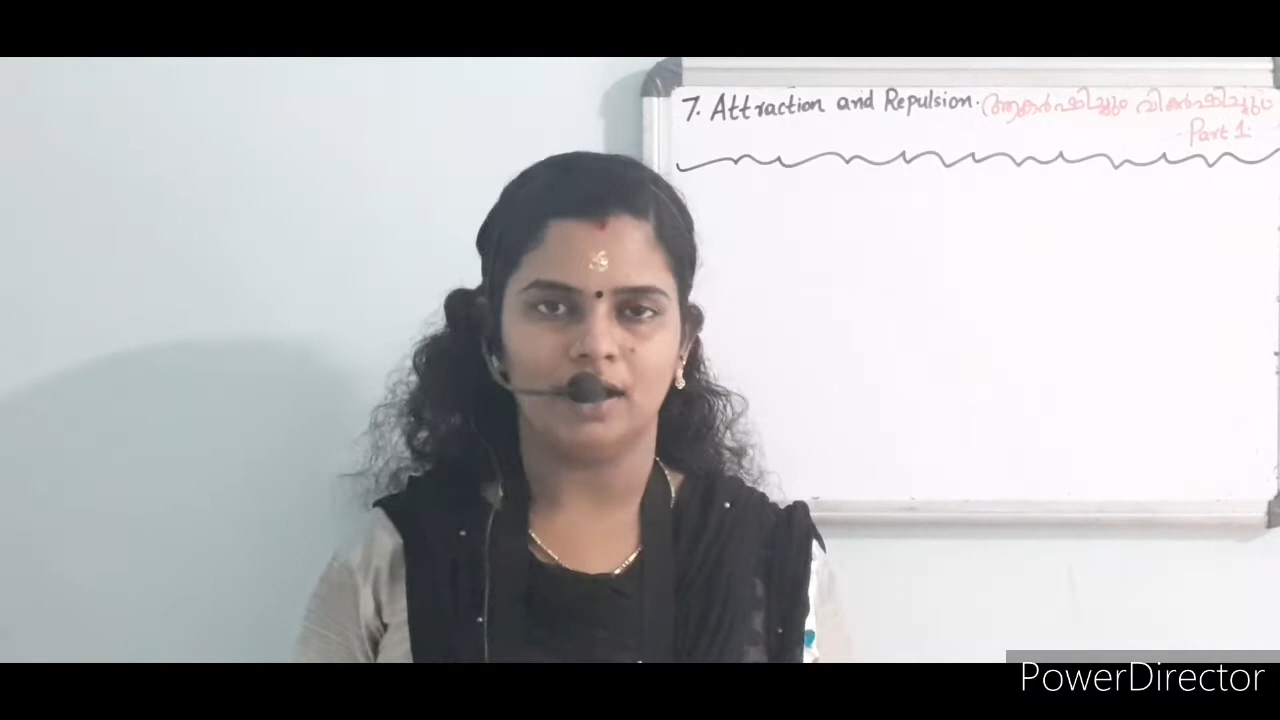 7. Attraction and Repulsion. ആകർഷിച്ചും വികർഷിച്ചും
Part 1.
PowerDirector